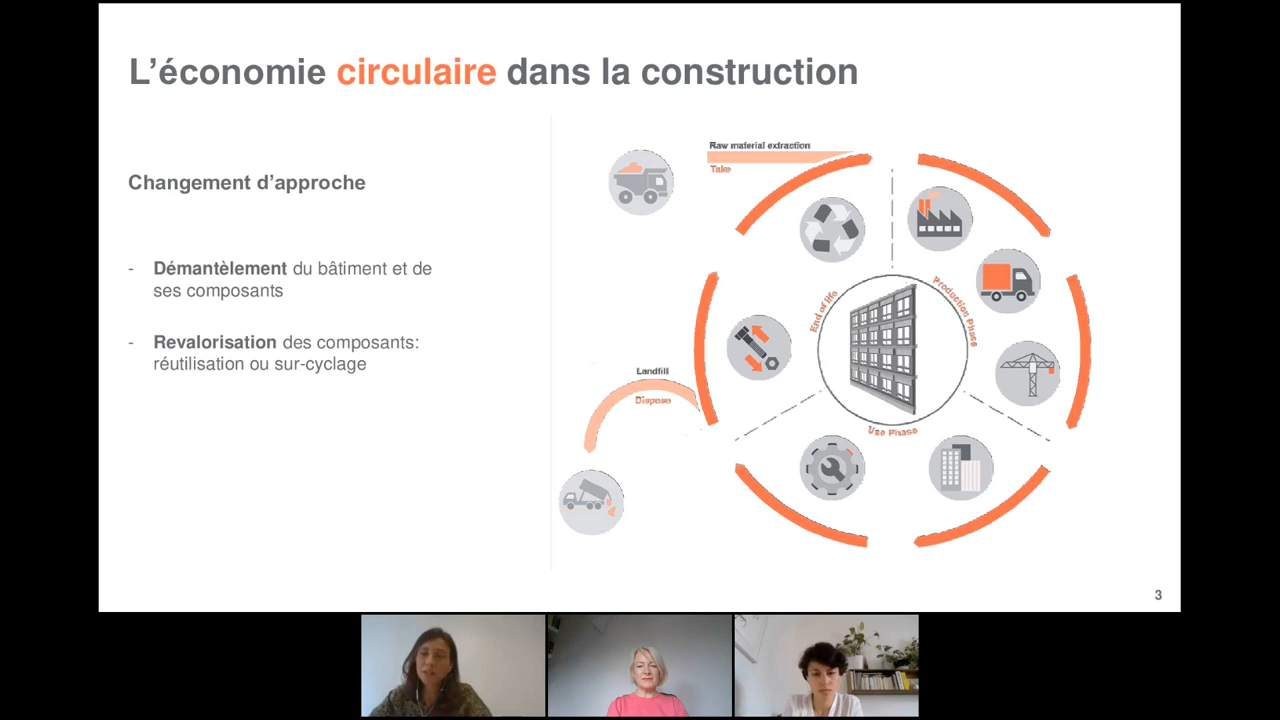 L’économie circulaire dans la construction
Changement d’approche
- Démantèlement du bâtiment et de
ses composants
- Revalorisation des composants:
réutilisation ou sur-cyclage
Raw material extraction
Take
End of life
Production Phase
Use Phase
Landfill
Dispose
3